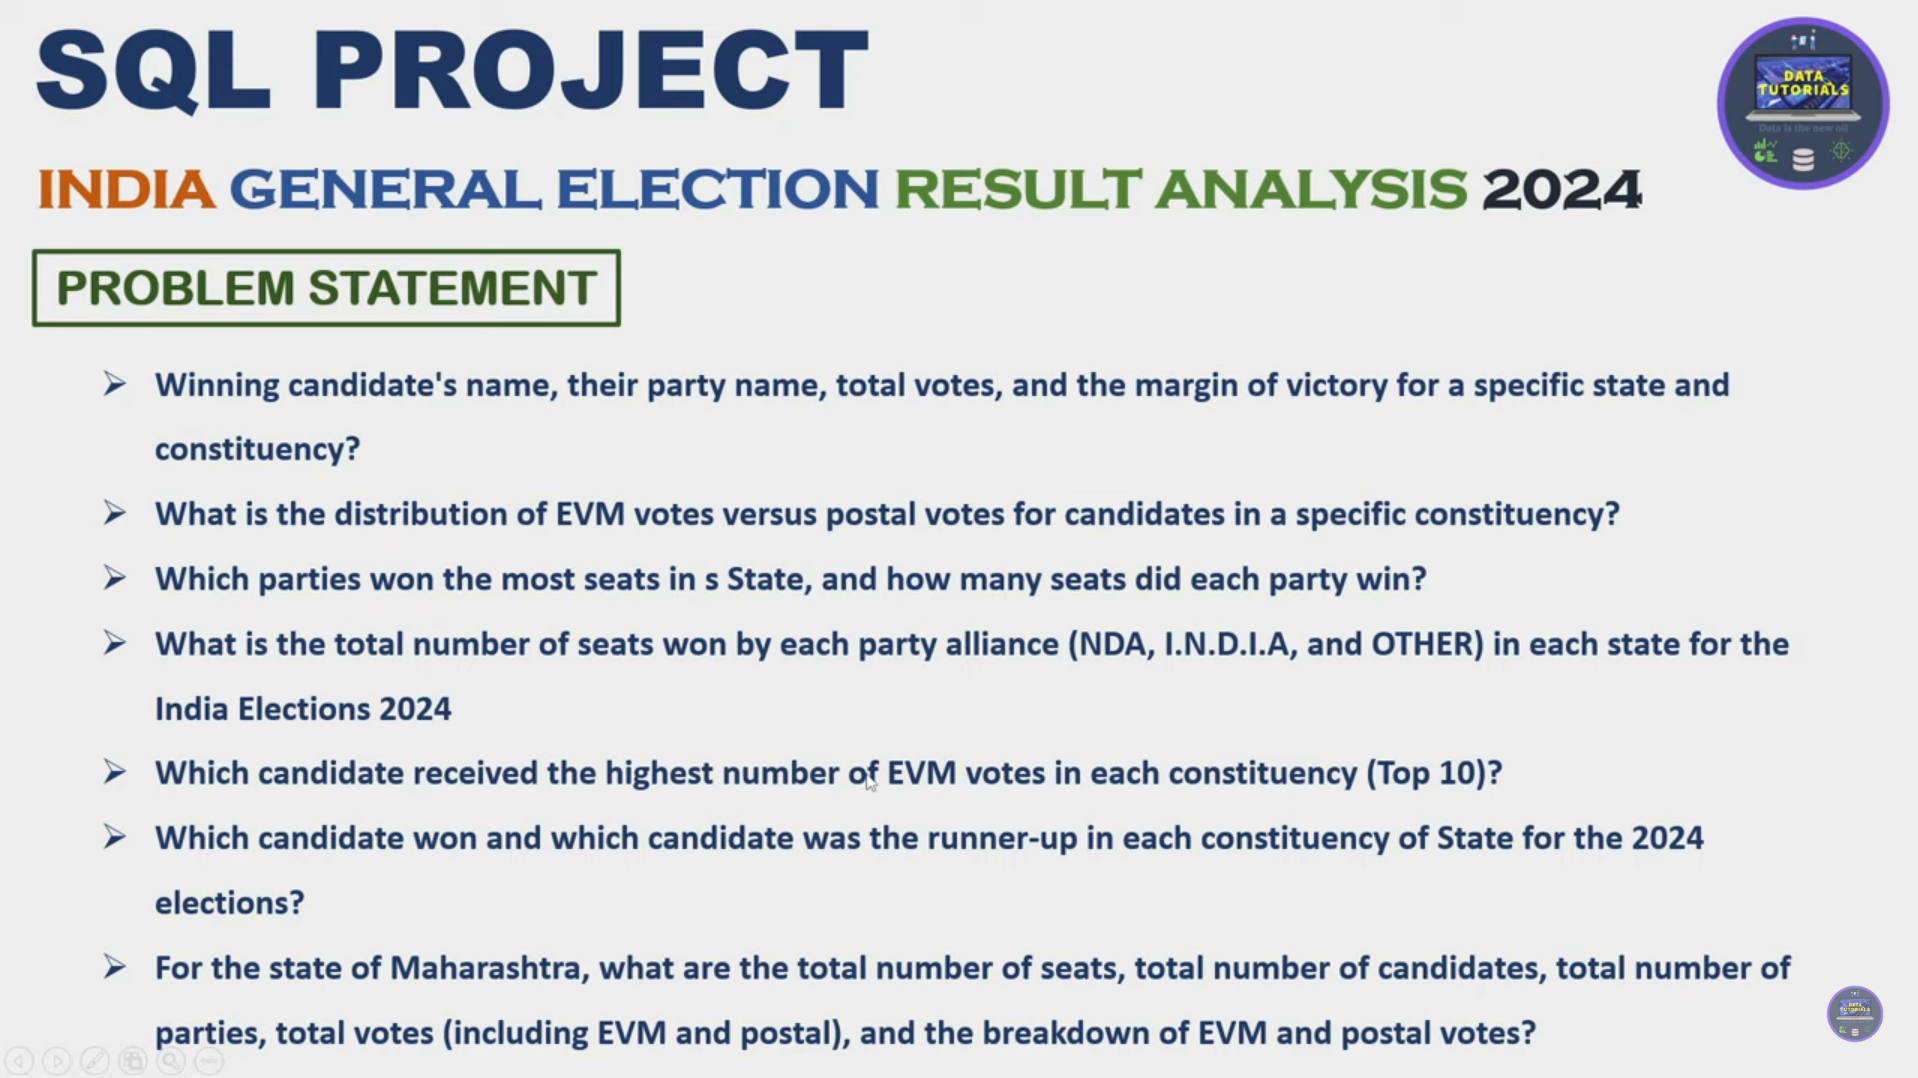 SQL PROJECT
DATA
TUTORIALS
Data is the new oil
INDIA GENERAL ELECTION RESULT ANALYSIS 2024
PROBLEM STATEMENT
Winning candidate's name, their party name, total votes, and the margin of victory for a specific state and
constituency?
What is the distribution of EVM votes versus postal votes for candidates in a specific constituency?
Which parties won the most seats in s State, and how many seats did each party win?
What is the total number of seats won by each party alliance (NDA, I.N.D.I.A, and OTHER) in each state for the
India Elections 2024
Which candidate received the highest number of EVM votes in each constituency (Top 10)?
Which candidate won and which candidate was the runner-up in each constituency of State for the 2024
elections?
For the state of Maharashtra, what are the total number of seats, total number of candidates, total number of
parties, total votes (including EVM and postal), and the breakdown of EVM and postal votes?
DATA
TUTORIALS